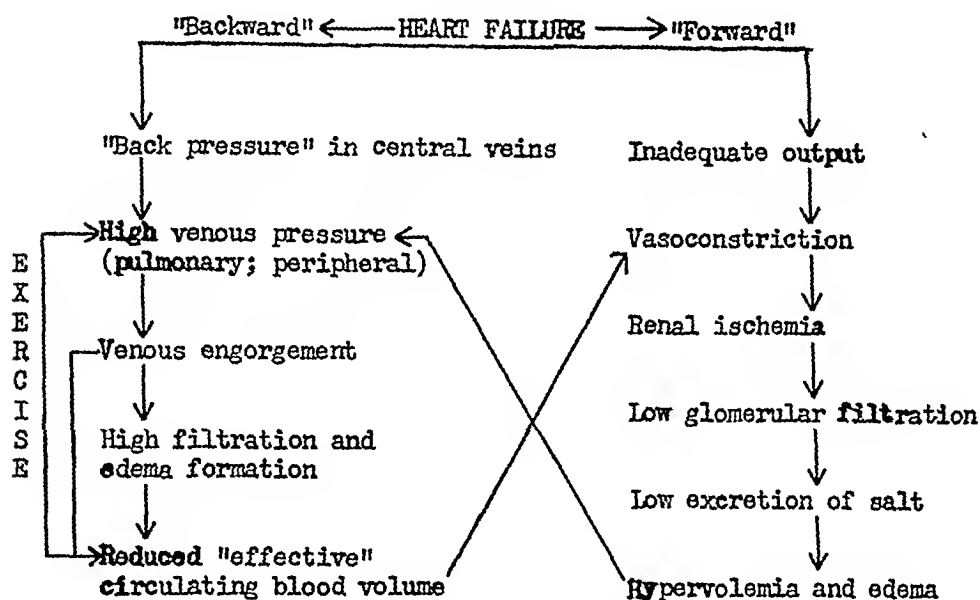 "Backward" HEART FAILURE "Forward"
"Back pressure" in central veins
High venous pressure
(pulmonary; peripheral)
Venous engorgement
High filtration and
edema formation
Reduced "effective"
circulating blood volume
EXERCISE
Inadequate output
Vasoconstriction
Renal ischemia
Low glomerular filtration
Low excretion of salt
Hypervolemia and edema